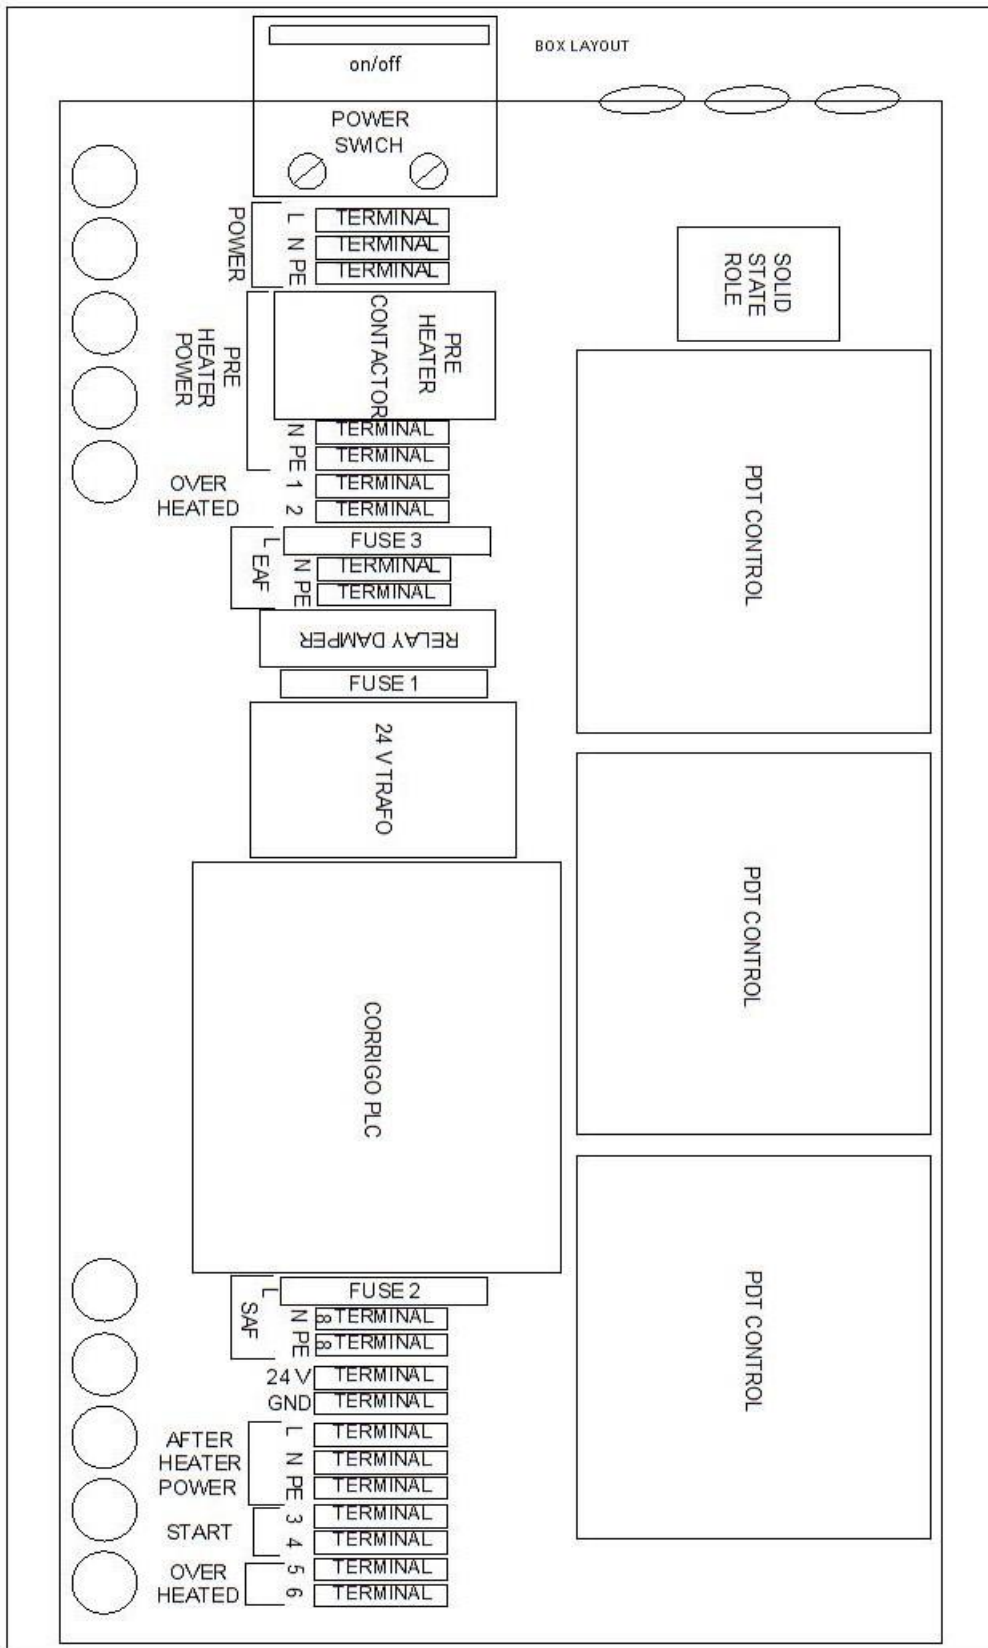 BOX LAYOUT
on/off
POWER
SWICH
POWER
L
N
PE
TERMINAL
TERMINAL
TERMINAL
SOLID
STATE
ROLE
PRE
HEATER
POWER
PRE
HEATER
CONTACTOR
N
PE
TERMINAL
TERMINAL
OVER
HEATED
1
2
TERMINAL
TERMINAL
PDT CONTROL
L
FUSE 3
EAF
N
PE
TERMINAL
TERMINAL
RELAY DAMPER
FUSE 1
24 V TRAFO
PDT CONTROL
CORRIGO PLC
PDT CONTROL
L
FUSE 2
SAF
N
PE
8 TERMINAL
8 TERMINAL
24 V TERMINAL
GND TERMINAL
AFTER
HEATER
POWER
L
N
PE
TERMINAL
TERMINAL
TERMINAL
START
3
4
TERMINAL
TERMINAL
OVER
HEATED
5
6
TERMINAL
TERMINAL